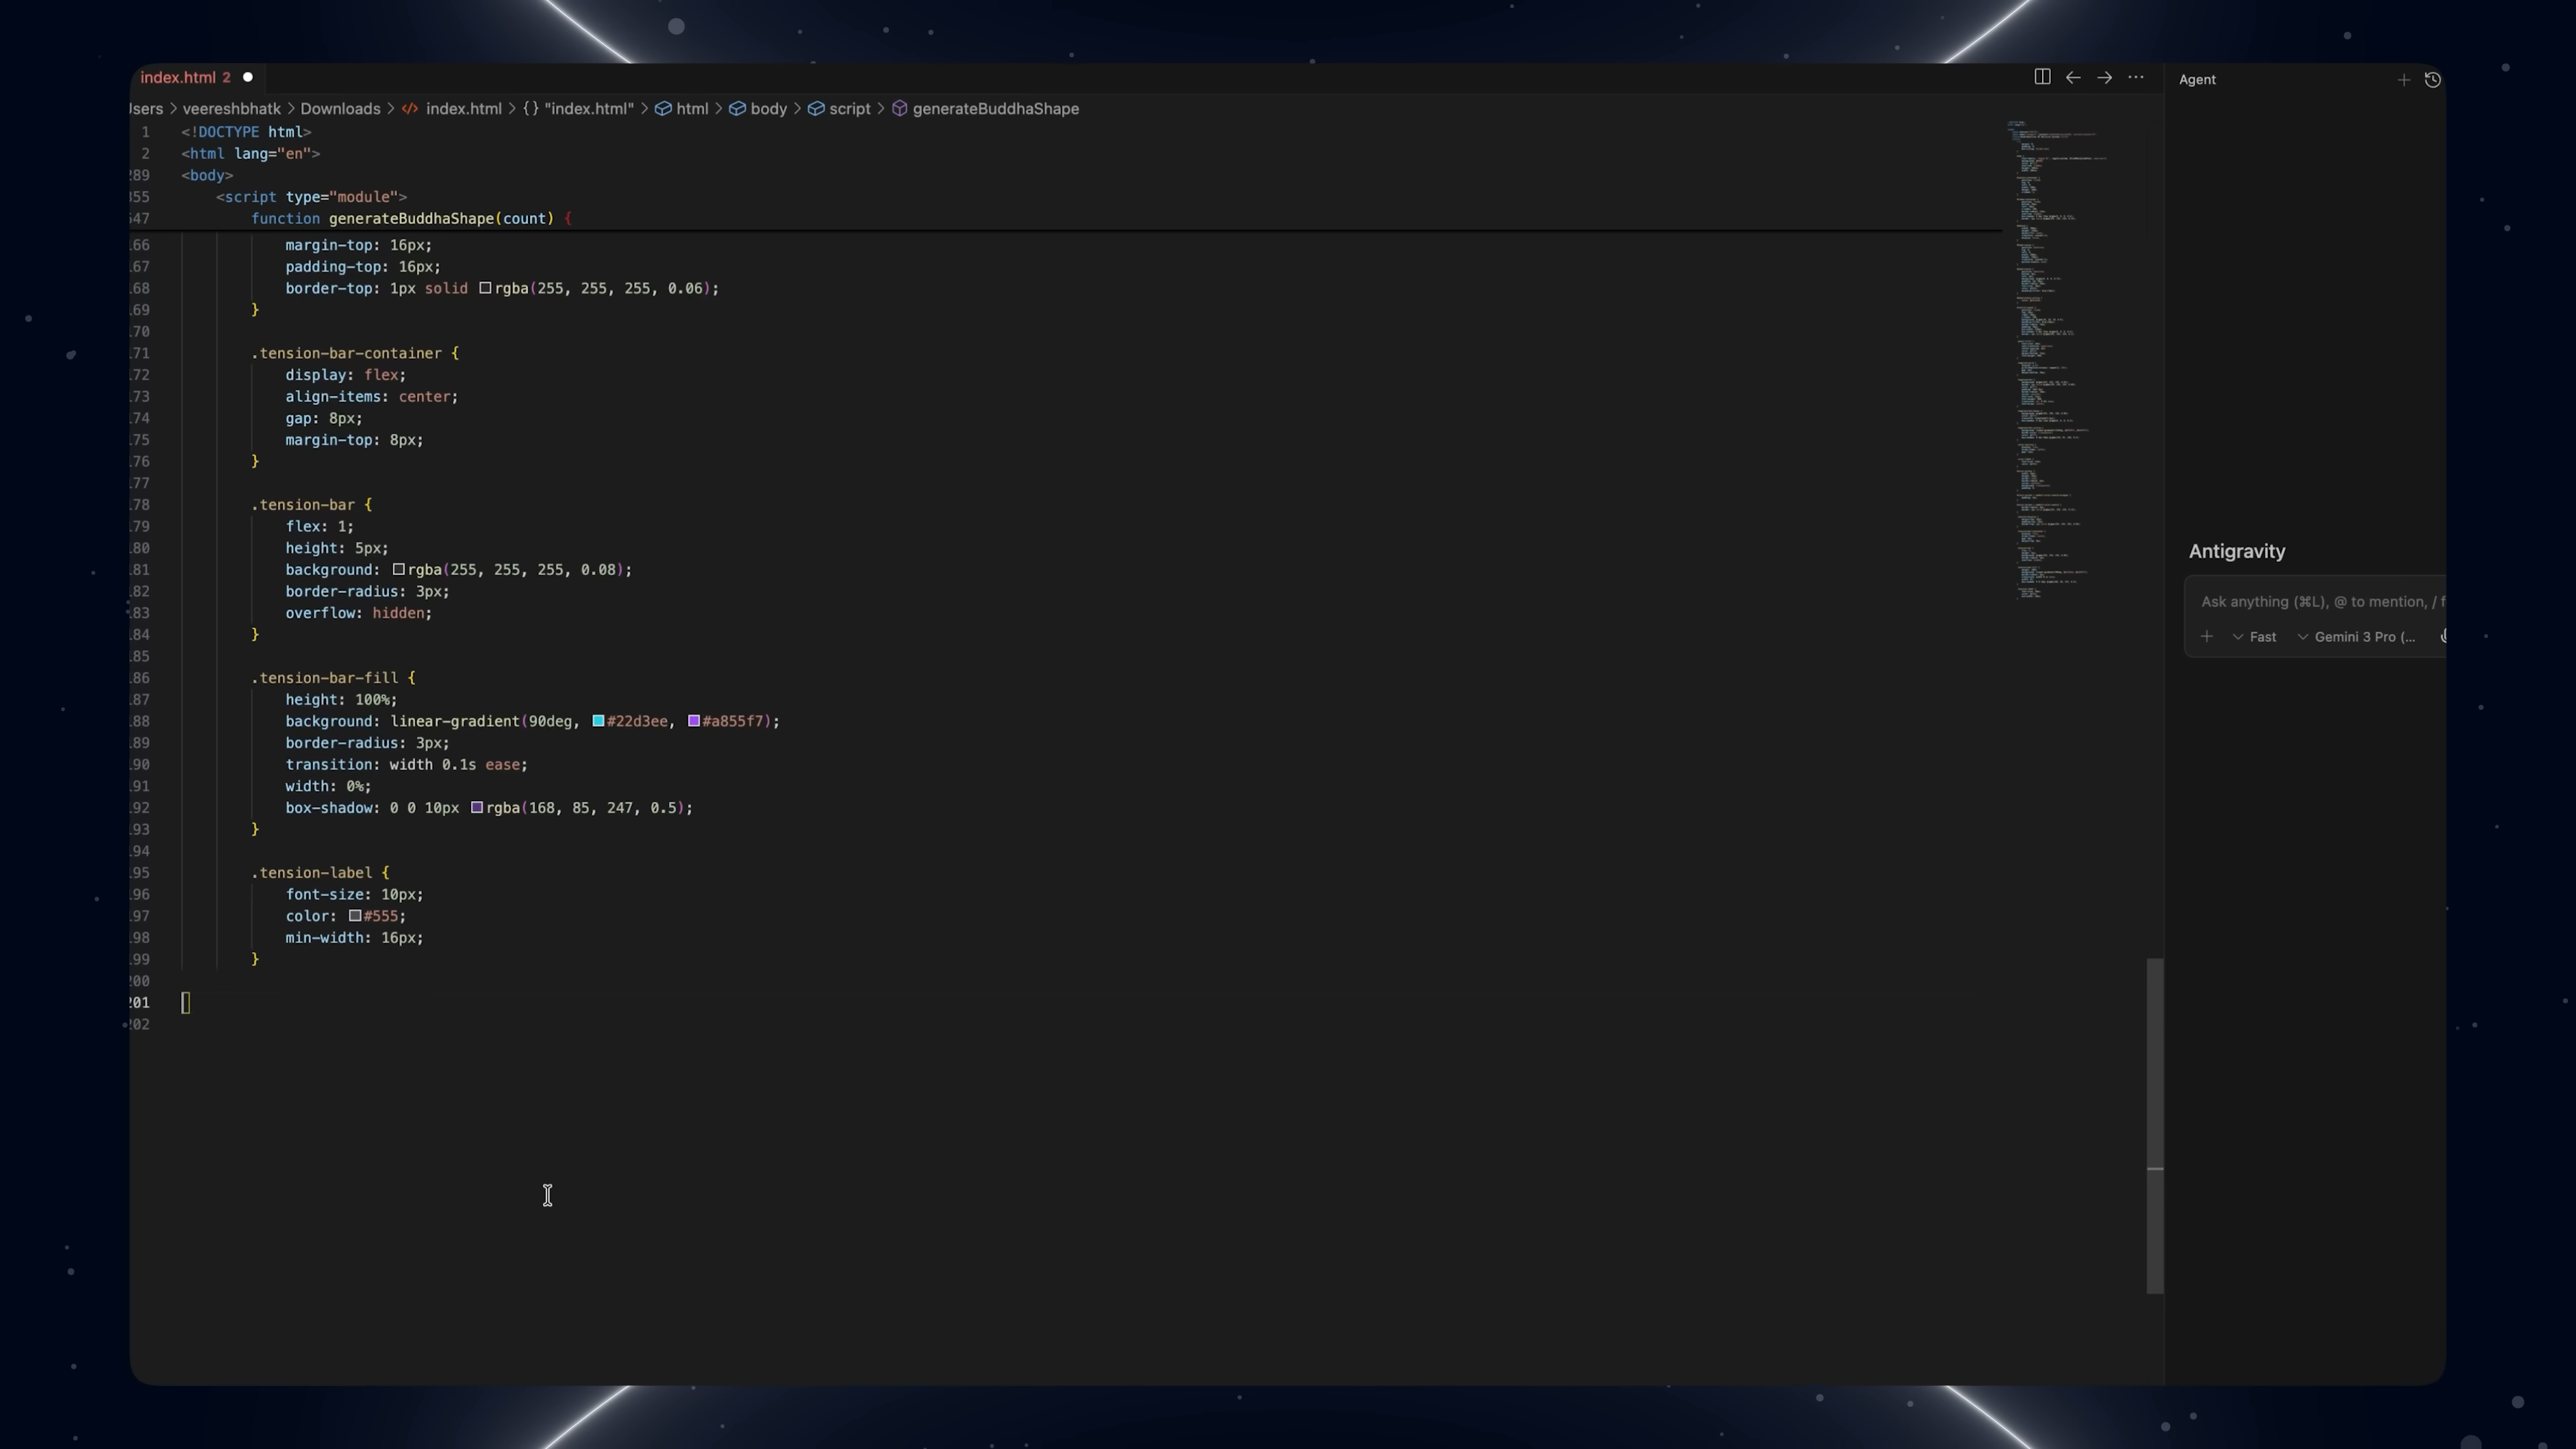 index.html 2
Users > veereshbhatk > Downloads > index.html > {} "index.html" > html > body > script > generateBuddhaShape
1 <!DOCTYPE html>
2 <html lang="en">
89 <body>
55 <script type="module">
47 function generateBuddhaShape(count) {
66 margin-top: 16px;
67 padding-top: 16px;
68 border-top: 1px solid rgba(255, 255, 255, 0.06);
69 }
70
71 .tension-bar-container {
72 display: flex;
73 align-items: center;
74 gap: 8px;
75 margin-top: 8px;
76 }
77
78 .tension-bar {
79 flex: 1;
80 height: 5px;
81 background: rgba(255, 255, 255, 0.08);
82 border-radius: 3px;
83 overflow: hidden;
84 }
85
86 .tension-bar-fill {
87 height: 100%;
88 background: linear-gradient(90deg, #22d3ee, #a855f7);
89 border-radius: 3px;
90 transition: width 0.1s ease;
91 width: 0%;
92 box-shadow: 0 0 10px rgba(168, 85, 247, 0.5);
93 }
94
95 .tension-label {
96 font-size: 10px;
97 color: #555;
98 min-width: 16px;
99 }
200
201
202
Agent
Antigravity
Ask anything (⌘L), @ to mention, / f
Fast Gemini 3 Pro (...